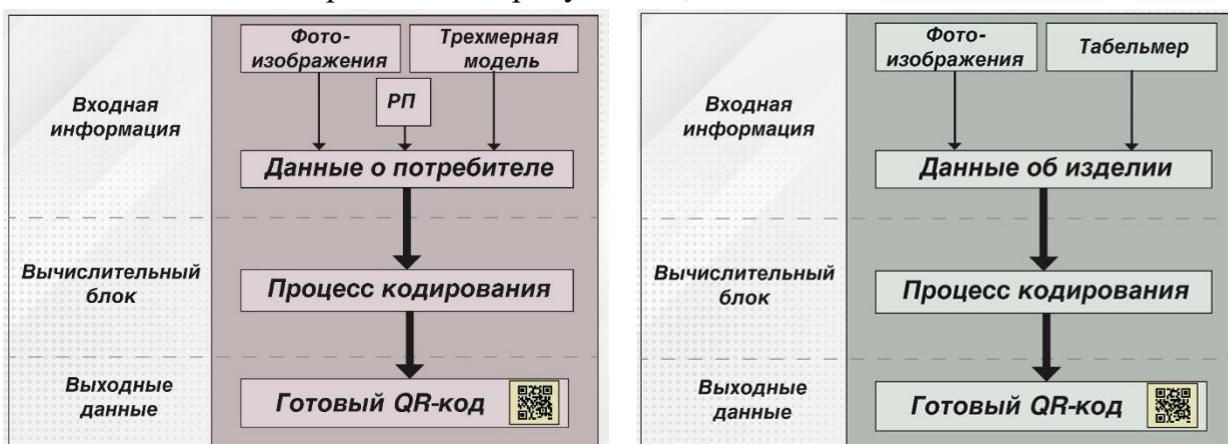 Фото-
изображения
Трехмерная
модель
Входная
информация
РП
Данные о потребителе
Вычислительный
блок
Процесс кодирования
Выходные
данные
Готовый QR-код
Фото-
изображения
Табельмер
Входная
информация
Данные об изделии
Вычислительный
блок
Процесс кодирования
Выходные
данные
Готовый QR-код